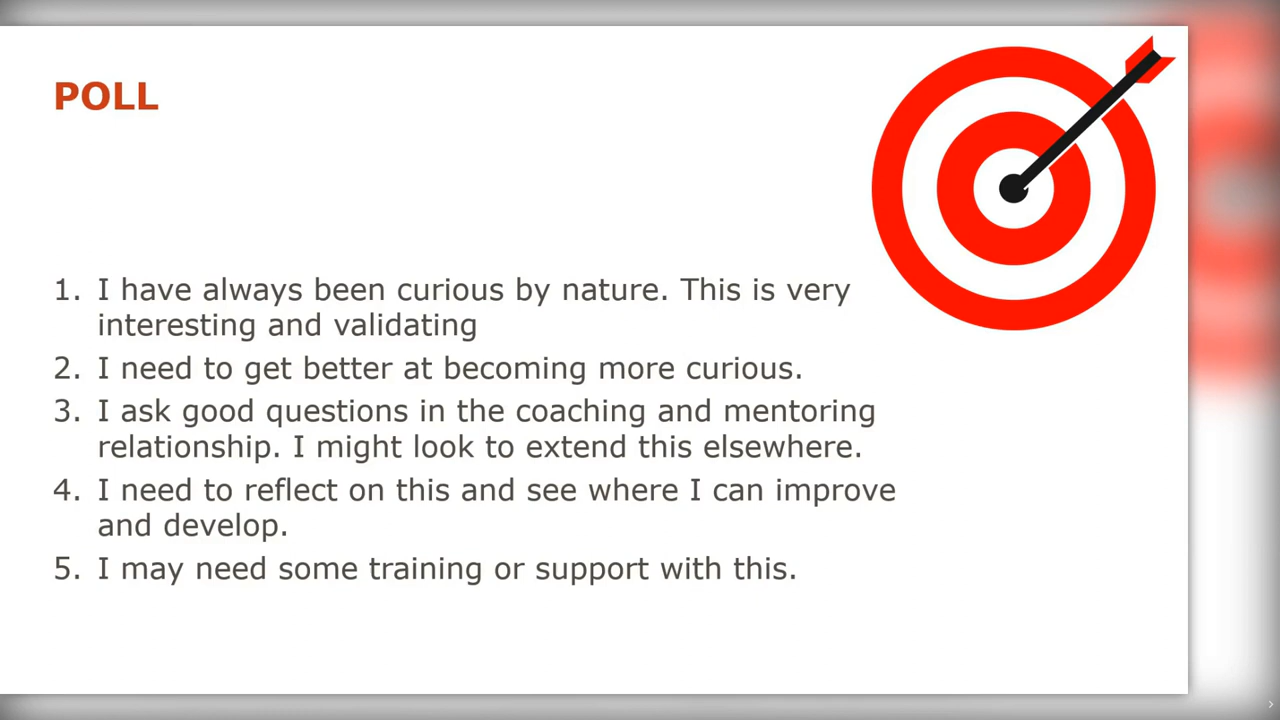 POLL
1. I have always been curious by nature. This is very
interesting and validating
2. I need to get better at becoming more curious.
3. I ask good questions in the coaching and mentoring
relationship. I might look to extend this elsewhere.
4. I need to reflect on this and see where I can improve
and develop.
5. I may need some training or support with this.